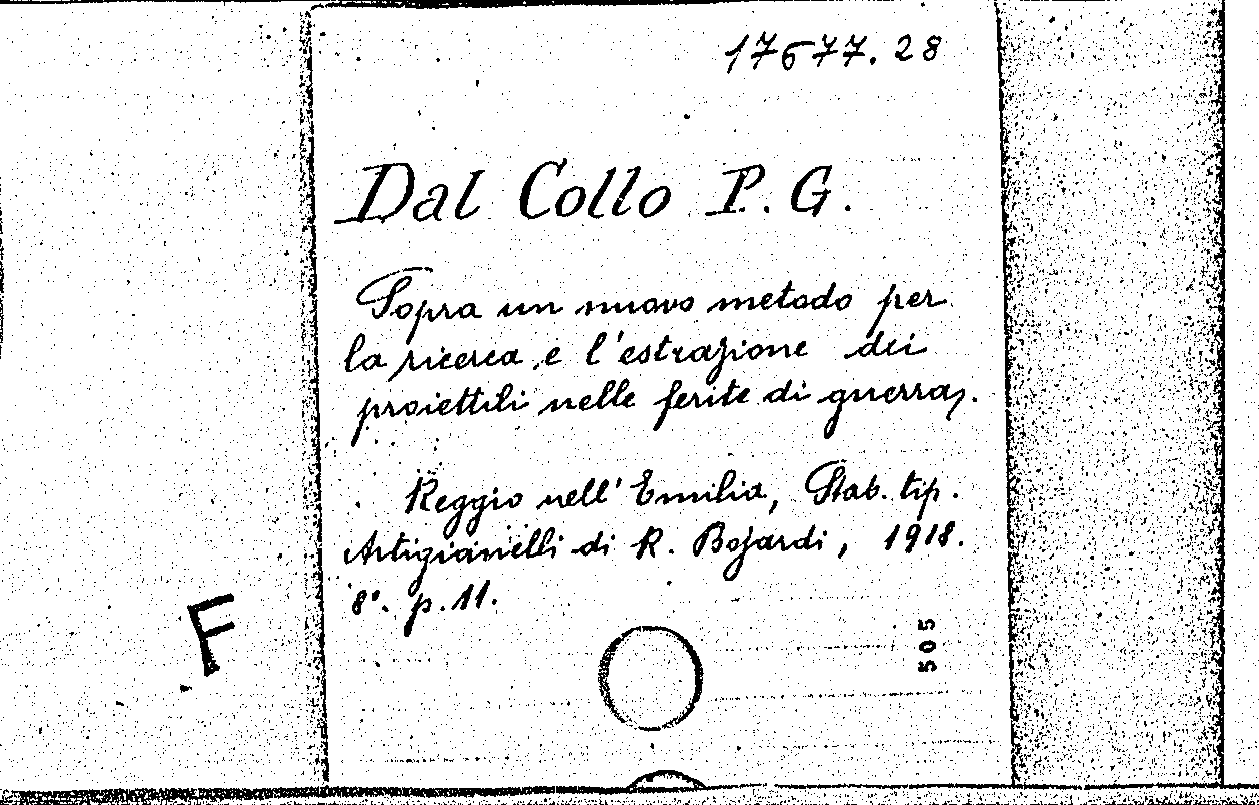 17677.28
Dal Collo P. G.
Sopra un nuovo metodo per
la ricerca e l'estrazione dei
proiettili nelle ferite di guerra.
Reggio nell'Emilia, Stab. tip.
Artigianelli di R. Bojardi, 1918.
8°. p. 11.
505
F